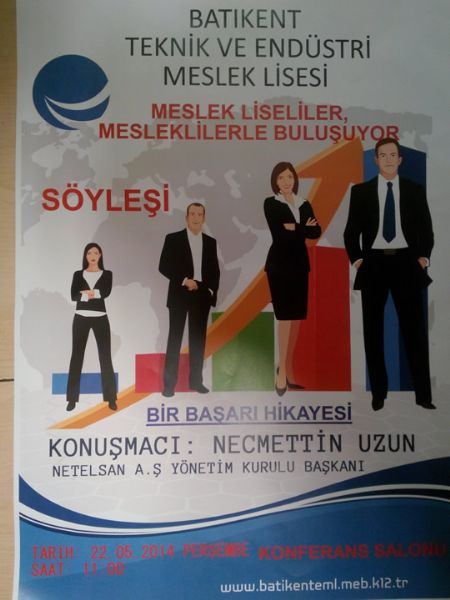 BATIKENT
TEKNİK VE ENDÜSTRİ
MESLEK LİSESİ
MESLEK LİSELİLER,
MESLEKLİLERLE BULUŞUYOR
SÖYLEŞİ
BİR BAŞARI HİKAYESİ
KONUŞMACI: NECMETTİN UZUN
NETELSAN A.Ş YÖNETİM KURULU BAŞKANI
TARİH 22.05.2014 PERŞEMBE KONFERANS SALONU
SAAT 11:00
www.batikenteml.meb.k12.tr